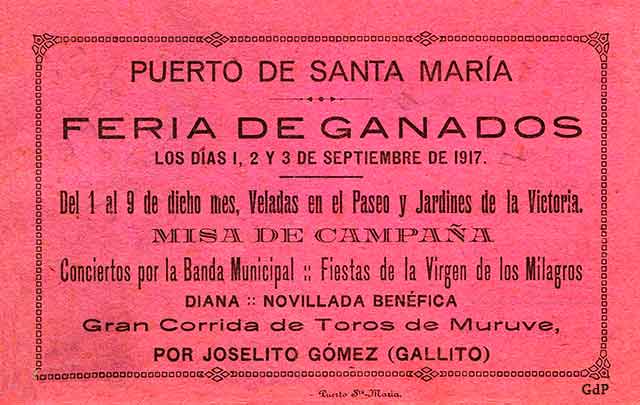 PUERTO DE SANTA MARÍA
FERIA DE GANADOS
LOS DÍAS 1, 2 Y 3 DE SEPTIEMBRE DE 1917.
Del 1 al 9 de dicho mes, Veladas en el Paseo y Jardines de la Victoria.
MISA DE CAMPAÑA
Conciertos por la Banda Municipal :: Fiestas de la Virgen de los Milagros
DIANA :: NOVILLADA BENÉFICA
Gran Corrida de Toros de Muruve,
POR JOSELITO GÓMEZ (GALLITO)
- Puerto Sta. María.
GdP